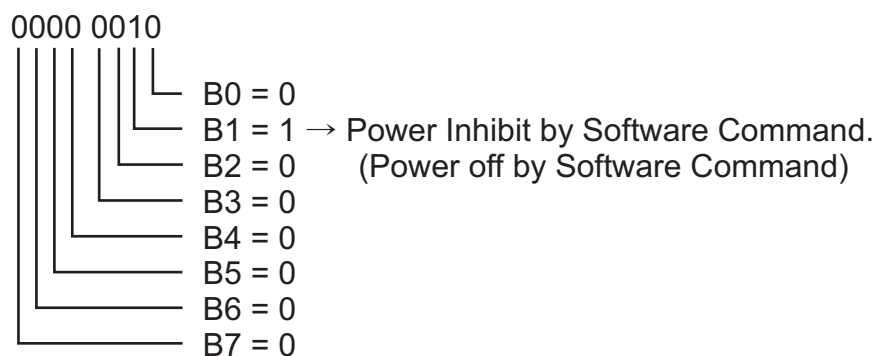 0000 0010
B0 = 0
B1 = 1 → Power Inhibit by Software Command.
B2 = 0 (Power off by Software Command)
B3 = 0
B4 = 0
B5 = 0
B6 = 0
B7 = 0